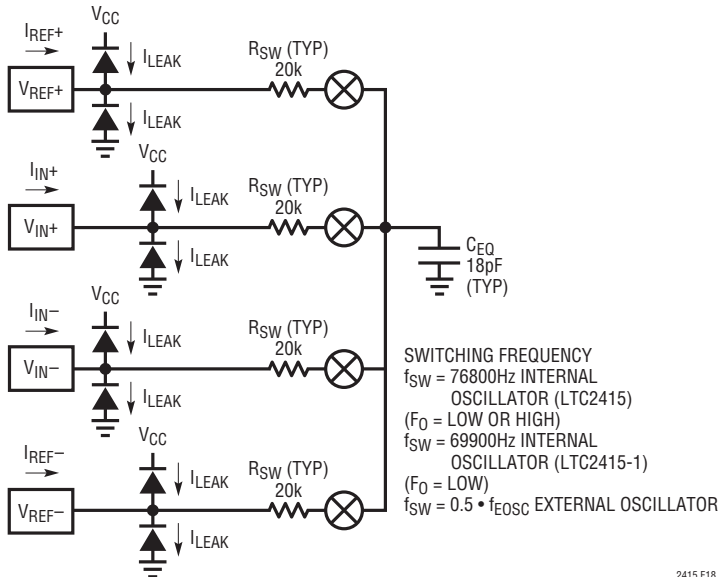 VCC
IREF+
ILEAK
RSW (TYP)
20k
VREF+
ILEAK
VCC
IIN+
ILEAK
RSW (TYP)
20k
VIN+
ILEAK
CEQ
18pF
(TYP)
VCC
IIN−
ILEAK
RSW (TYP)
20k
VIN−
ILEAK
SWITCHING FREQUENCY
fSW = 76800Hz INTERNAL
OSCILLATOR (LTC2415)
(FO = LOW OR HIGH)
fSW = 69900Hz INTERNAL
OSCILLATOR (LTC2415-1)
(FO = LOW)
fSW = 0.5 • fEOSC EXTERNAL OSCILLATOR
VCC
IREF−
ILEAK
RSW (TYP)
20k
VREF−
ILEAK
2415 F18